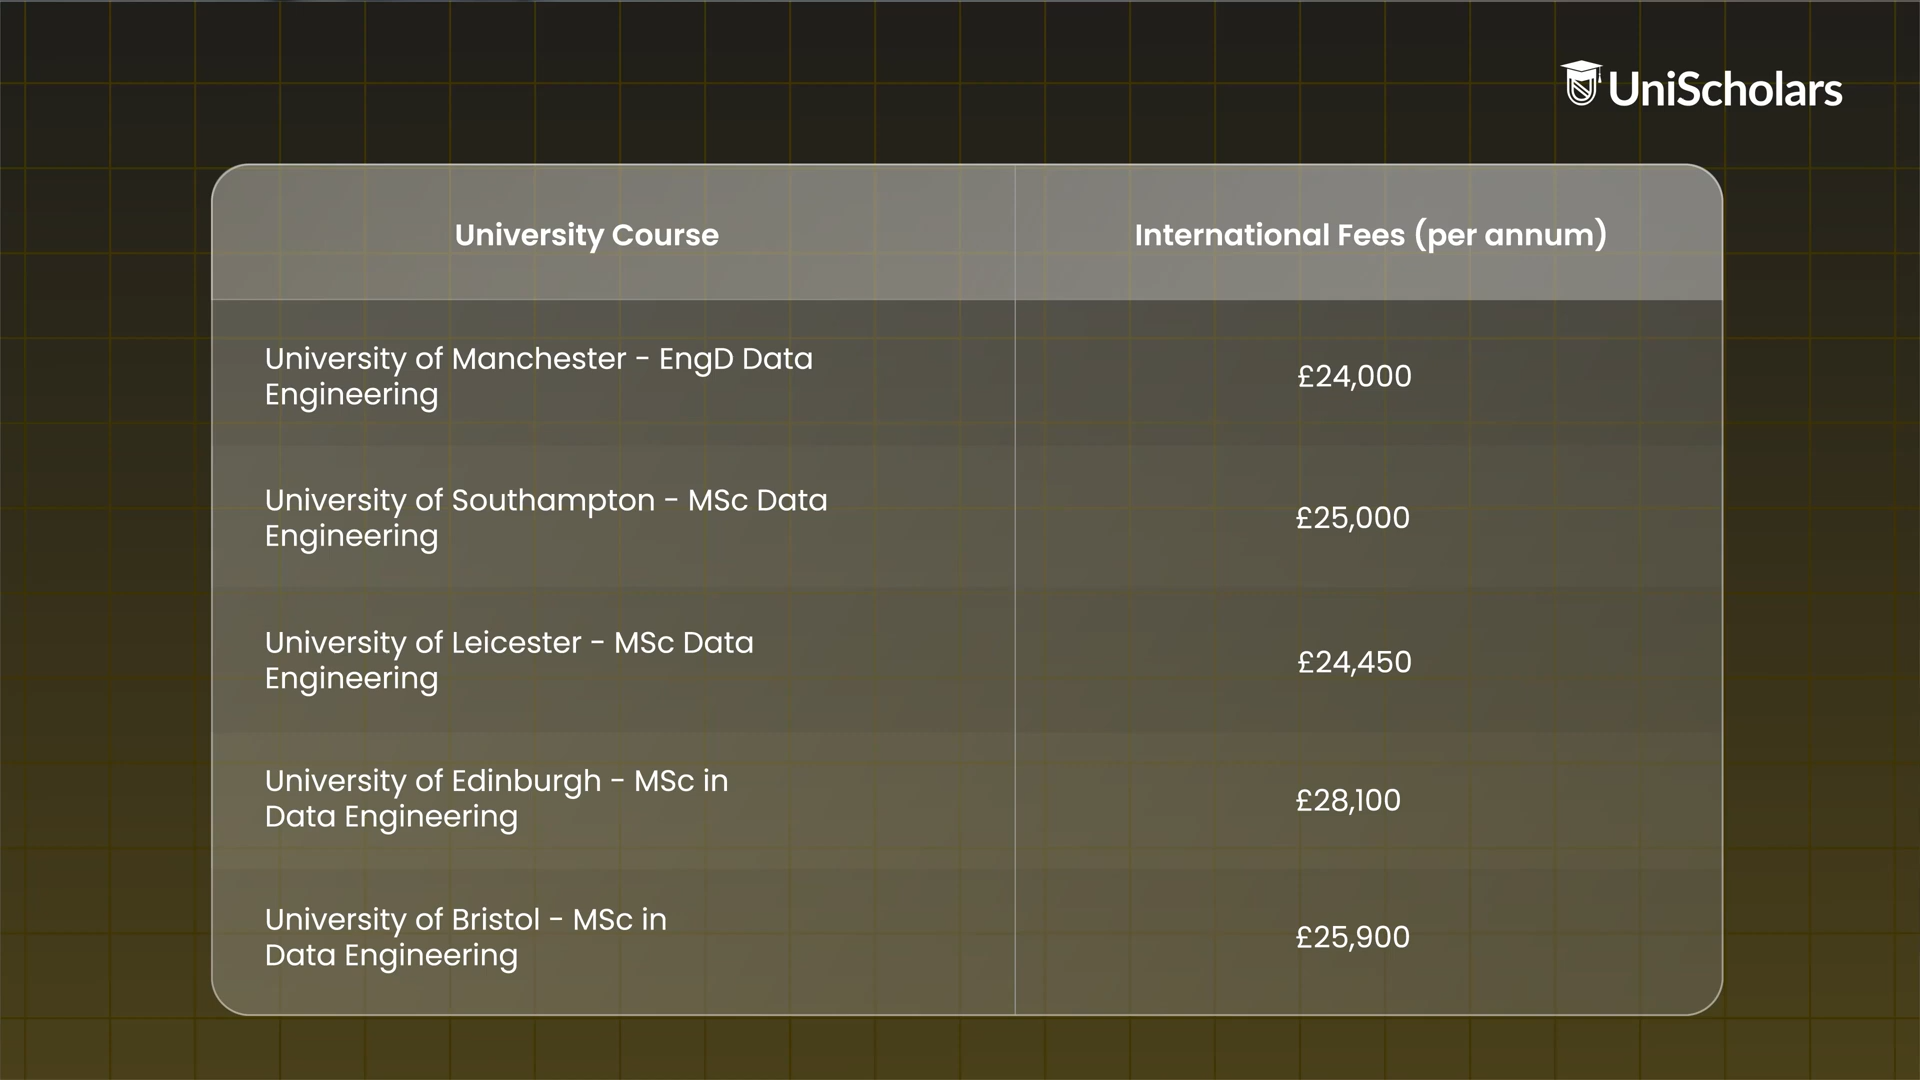 UniScholars
University Course
International Fees (per annum)
University of Manchester - EngD Data
Engineering
£24,000
University of Southampton - MSc Data
Engineering
£25,000
University of Leicester - MSc Data
Engineering
£24,450
University of Edinburgh - MSc in
Data Engineering
£28,100
University of Bristol - MSc in
Data Engineering
£25,900